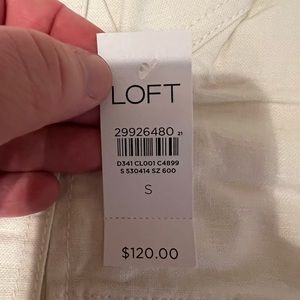 LOFT
29926480 21
D341 CL001 C4899
S 530414 SZ 600
S
$120.00